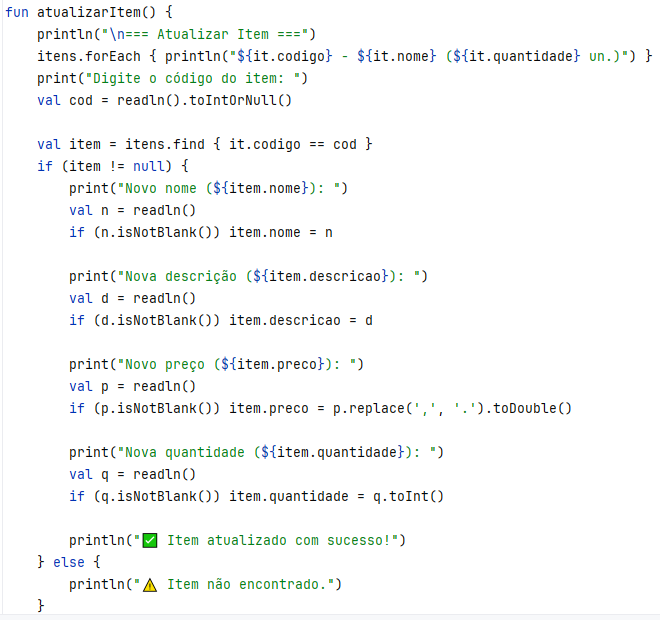 fun atualizarItem() {
    println("\n=== Atualizar Item ===")
    itens.forEach { println("${it.codigo} - ${it.nome} (${it.quantidade} un.)") }
    print("Digite o código do item: ")
    val cod = readln().toIntOrNull()

    val item = itens.find { it.codigo == cod }
    if (item != null) {
        print("Novo nome (${item.nome}): ")
        val n = readln()
        if (n.isNotBlank()) item.nome = n

        print("Nova descrição (${item.descricao}): ")
        val d = readln()
        if (d.isNotBlank()) item.descricao = d

        print("Novo preço (${item.preco}): ")
        val p = readln()
        if (p.isNotBlank()) item.preco = p.replace(',', '.').toDouble()

        print("Nova quantidade (${item.quantidade}): ")
        val q = readln()
        if (q.isNotBlank()) item.quantidade = q.toInt()

        println("✅ Item atualizado com sucesso!")
    } else {
        println("⚠️ Item não encontrado.")
    }